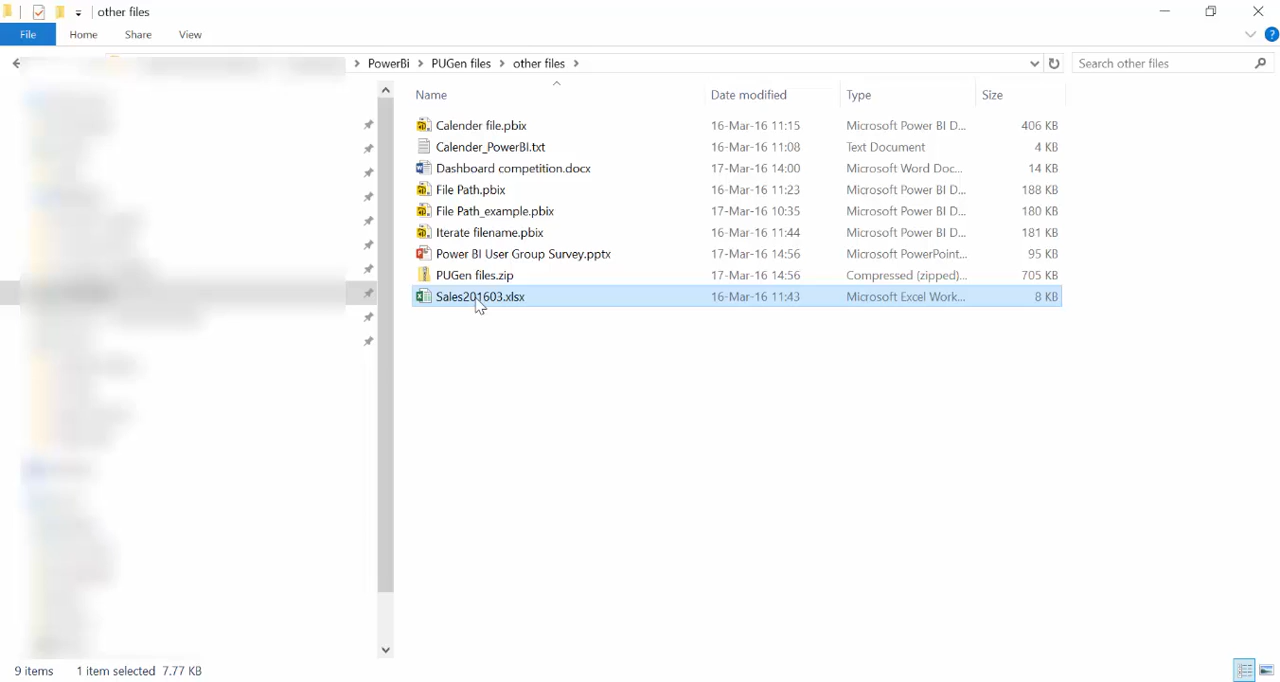 other files
File Home Share View
PowerBi PUGen files other files Search other files
Name Date modified Type Size
Calender file.pbix 16-Mar-16 11:15 Microsoft Power BI D... 406 KB
Calender_PowerBI.txt 16-Mar-16 11:08 Text Document 4 KB
Dashboard competition.docx 17-Mar-16 14:00 Microsoft Word Doc... 14 KB
File Path.pbix 16-Mar-16 11:23 Microsoft Power BI D... 188 KB
File Path_example.pbix 17-Mar-16 10:35 Microsoft Power BI D... 180 KB
Iterate filename.pbix 16-Mar-16 11:44 Microsoft Power BI D... 181 KB
Power BI User Group Survey.pptx 17-Mar-16 14:56 Microsoft PowerPoint... 95 KB
PUGen files.zip 17-Mar-16 14:56 Compressed (zipped)... 705 KB
Sales201603.xlsx 16-Mar-16 11:43 Microsoft Excel Work... 8 KB
9 items 1 item selected 7.77 KB